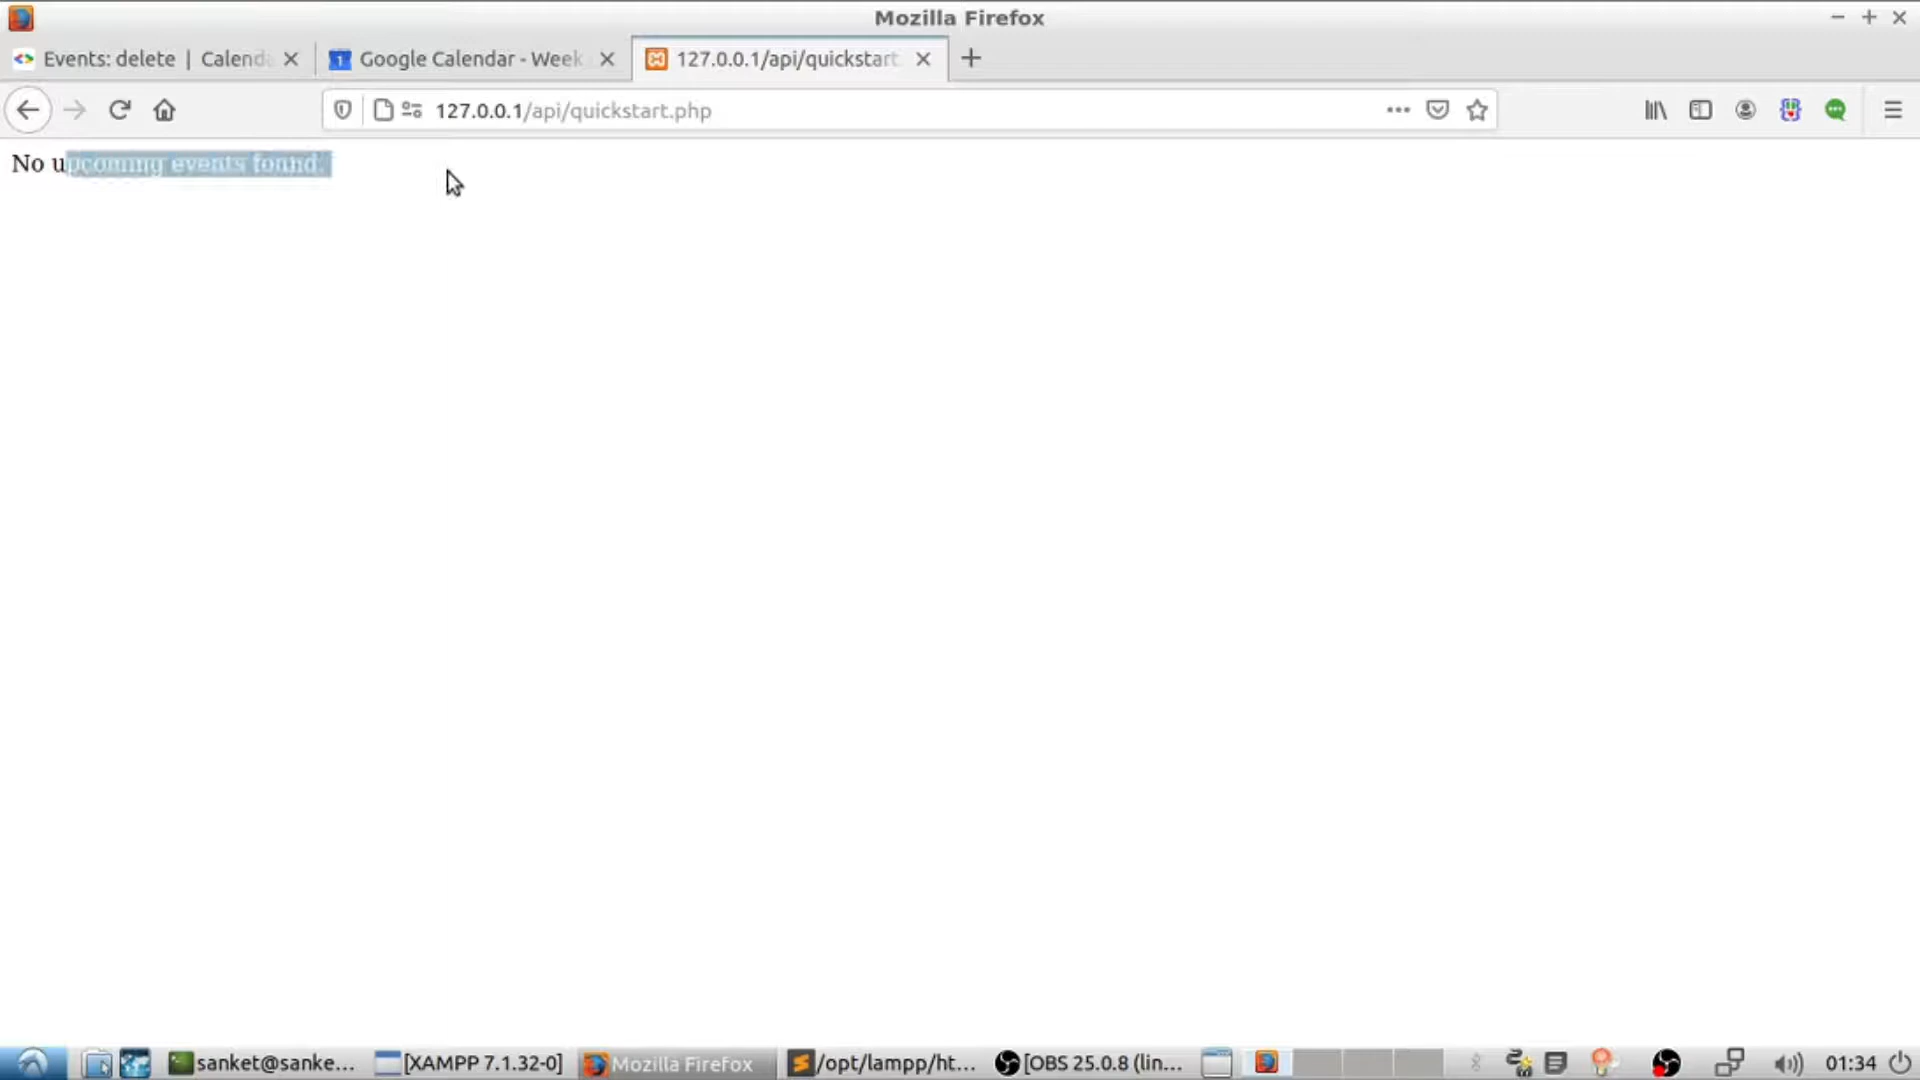 Mozilla Firefox
Events: delete | Calenda
Google Calendar - Week
127.0.0.1/api/quickstart.
127.0.0.1/api/quickstart.php
No upcoming events found.
sanket@sanke...
[XAMPP 7.1.32-0]
Mozilla Firefox
/opt/lampp/ht...
[OBS 25.0.8 (lin...
01:34